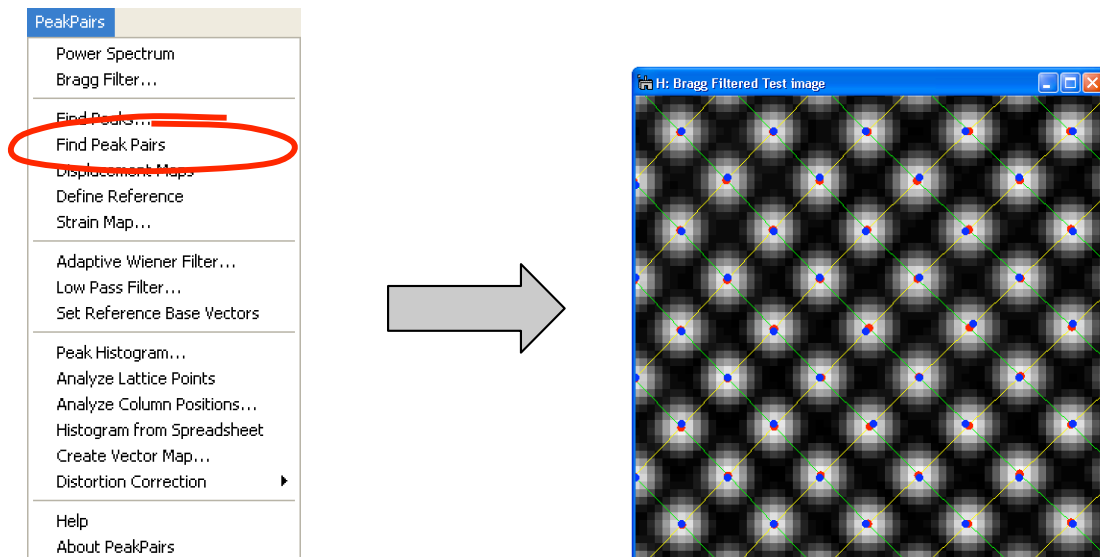 PeakPairs
Power Spectrum
Bragg Filter...
Find Peaks...
Find Peak Pairs
Displacement Maps
Define Reference
Strain Map...
Adaptive Wiener Filter...
Low Pass Filter...
Set Reference Base Vectors
Peak Histogram...
Analyze Lattice Points
Analyze Column Positions...
Histogram from Spreadsheet
Create Vector Map...
Distortion Correction
Help
About PeakPairs
H: Bragg Filtered Test image